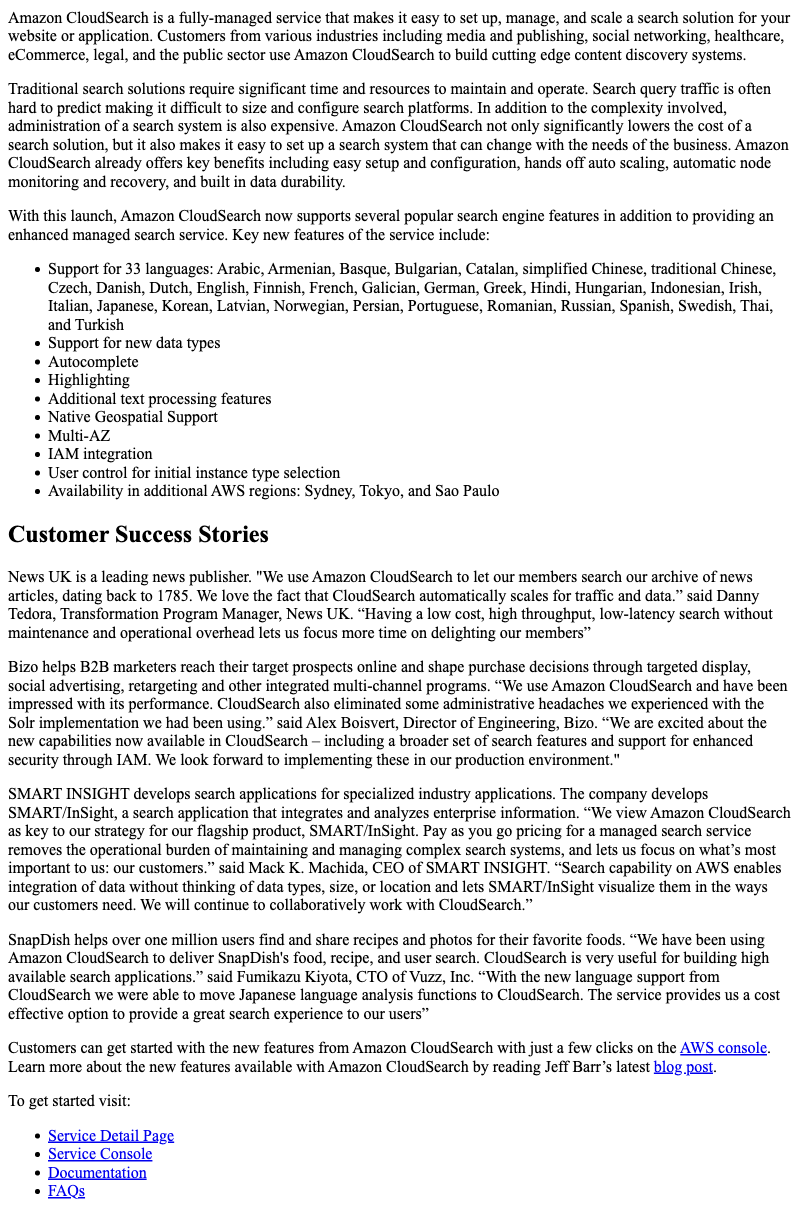 Amazon CloudSearch is a fully-managed service that makes it easy to set up, manage, and scale a search solution for your
website or application. Customers from various industries including media and publishing, social networking, healthcare,
eCommerce, legal, and the public sector use Amazon CloudSearch to build cutting edge content discovery systems.
Traditional search solutions require significant time and resources to maintain and operate. Search query traffic is often
hard to predict making it difficult to size and configure search platforms. In addition to the complexity involved,
administration of a search system is also expensive. Amazon CloudSearch not only significantly lowers the cost of a
search solution, but it also makes it easy to set up a search system that can change with the needs of the business. Amazon
CloudSearch already offers key benefits including easy setup and configuration, hands off auto scaling, automatic node
monitoring and recovery, and built in data durability.
With this launch, Amazon CloudSearch now supports several popular search engine features in addition to providing an
enhanced managed search service. Key new features of the service include:
• Support for 33 languages: Arabic, Armenian, Basque, Bulgarian, Catalan, simplified Chinese, traditional Chinese,
Czech, Danish, Dutch, English, Finnish, French, Galician, German, Greek, Hindi, Hungarian, Indonesian, Irish,
Italian, Japanese, Korean, Latvian, Norwegian, Persian, Portuguese, Romanian, Russian, Spanish, Swedish, Thai,
and Turkish
• Support for new data types
• Autocomplete
• Highlighting
• Additional text processing features
• Native Geospatial Support
• Multi-AZ
• IAM integration
• User control for initial instance type selection
• Availability in additional AWS regions: Sydney, Tokyo, and Sao Paulo
Customer Success Stories
News UK is a leading news publisher. "We use Amazon CloudSearch to let our members search our archive of news
articles, dating back to 1785. We love the fact that CloudSearch automatically scales for traffic and data.” said Danny
Tedora, Transformation Program Manager, News UK. “Having a low cost, high throughput, low-latency search without
maintenance and operational overhead lets us focus more time on delighting our members”
Bizo helps B2B marketers reach their target prospects online and shape purchase decisions through targeted display,
social advertising, retargeting and other integrated multi-channel programs. “We use Amazon CloudSearch and have been
impressed with its performance. CloudSearch also eliminated some administrative headaches we experienced with the
Solr implementation we had been using.” said Alex Boisvert, Director of Engineering, Bizo. “We are excited about the
new capabilities now available in CloudSearch – including a broader set of search features and support for enhanced
security through IAM. We look forward to implementing these in our production environment."
SMART INSIGHT develops search applications for specialized industry applications. The company develops
SMART/InSight, a search application that integrates and analyzes enterprise information. “We view Amazon CloudSearch
as key to our strategy for our flagship product, SMART/InSight. Pay as you go pricing for a managed search service
removes the operational burden of maintaining and managing complex search systems, and lets us focus on what’s most
important to us: our customers.” said Mack K. Machida, CEO of SMART INSIGHT. “Search capability on AWS enables
integration of data without thinking of data types, size, or location and lets SMART/InSight visualize them in the ways
our customers need. We will continue to collaboratively work with CloudSearch.”
SnapDish helps over one million users find and share recipes and photos for their favorite foods. “We have been using
Amazon CloudSearch to deliver SnapDish's food, recipe, and user search. CloudSearch is very useful for building high
available search applications.” said Fumikazu Kiyota, CTO of Vuzz, Inc. “With the new language support from
CloudSearch we were able to move Japanese language analysis functions to CloudSearch. The service provides us a cost
effective option to provide a great search experience to our users”
Customers can get started with the new features from Amazon CloudSearch with just a few clicks on the AWS console.
Learn more about the new features available with Amazon CloudSearch by reading Jeff Barr’s latest blog post.
To get started visit:
• Service Detail Page
• Service Console
• Documentation
• FAQs